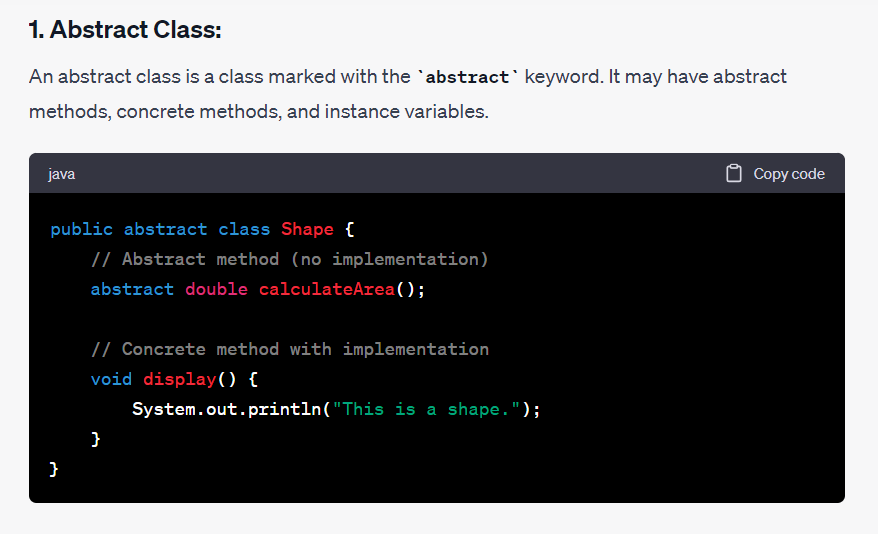 1. Abstract Class:
An abstract class is a class marked with the `abstract` keyword. It may have abstract
methods, concrete methods, and instance variables.
java
Copy code
public abstract class Shape {
    // Abstract method (no implementation)
    abstract double calculateArea();
    // Concrete method with implementation
    void display() {
        System.out.println("This is a shape.");
    }
}